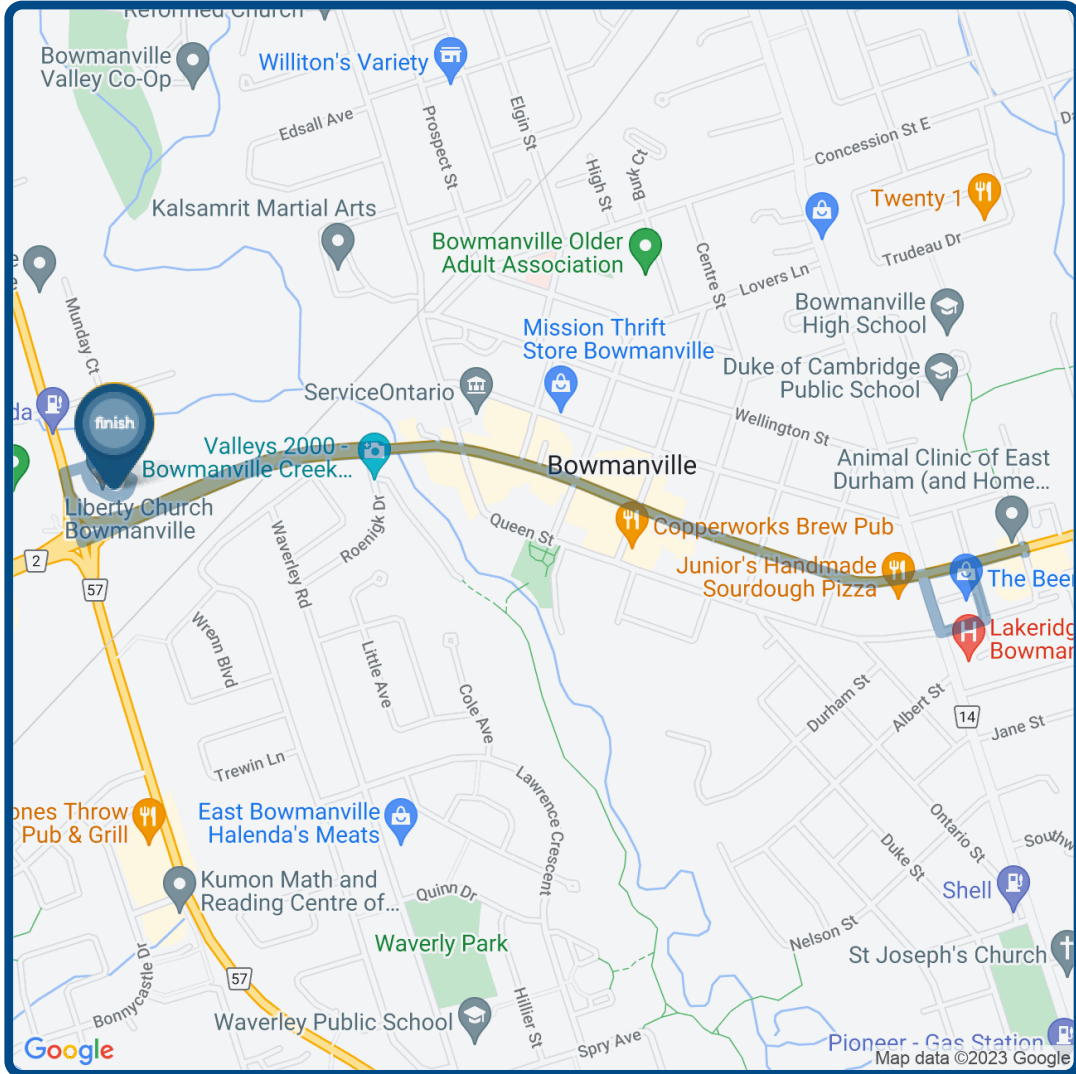 Reformed Church
Bowmanville
Valley Co-Op
Williton's Variety
Edsall Ave
Prospect St
Elgin St
High St
Concession St E
Twenty 1
Trudeau Dr
Kalsamrit Martial Arts
Bowmanville Older
Adult Association
Centre St
Lovers Ln
Bowmanville
High School
Munday Ct
Mission Thrift
Store Bowmanville
Duke of Cambridge
Public School
ServiceOntario
finish
Wellington St
Valleys 2000 -
Bowmanville Creek...
Bowmanville
Animal Clinic of East
Durham (and Home...
Liberty Church
Bowmanville
Roenigk Dr
Queen St
Copperworks Brew Pub
2
57
Waverley Rd
Junior's Handmade
Sourdough Pizza
The Beer
H
Lakeridg
Bowmar
Wrenn Blvd
Little Ave
Cole Ave
Durham St
Albert St
14
Jane St
Trewin Ln
Lawrence Crescent
ones Throw
Pub & Grill
East Bowmanville
Halenda's Meats
Ontario St
Duke St
Southw
Kumon Math and
Reading Centre of...
Quinn Dr
Shell
Waverly Park
Nelson St
St Joseph's Church
57
Bonnycastle Dr
Waverley Public School
Hillier St
Spry Ave
Pioneer - Gas Station
Google
Map data ©2023 Google